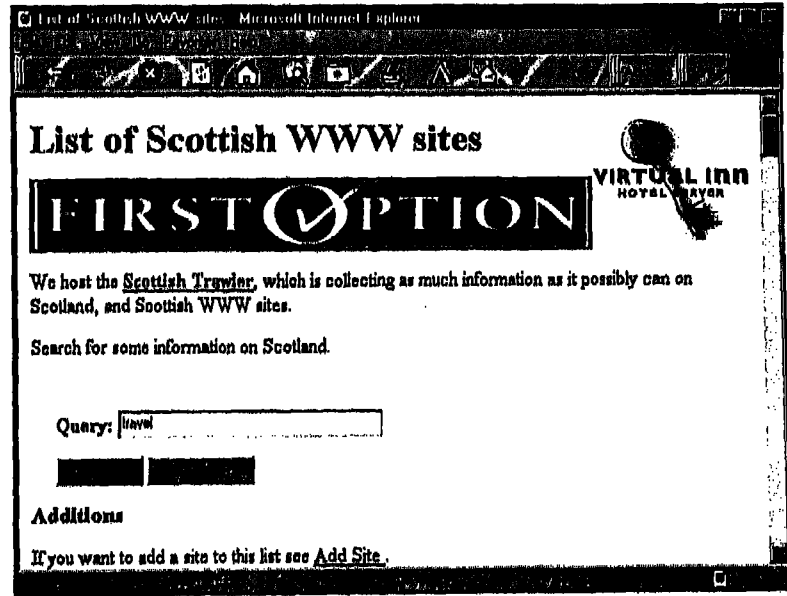 List of Scottish WWW sites - Microsoft Internet Explorer
List of Scottish WWW sites
VIRTUAL inn
HOTEL
FIRST OPTION
We host the Scottish Trawler, which is collecting as much information as it possibly can on
Scotland, and Scottish WWW sites.
Search for some information on Scotland.
Query: travel
Additions
If you want to add a site to this list see Add Site .